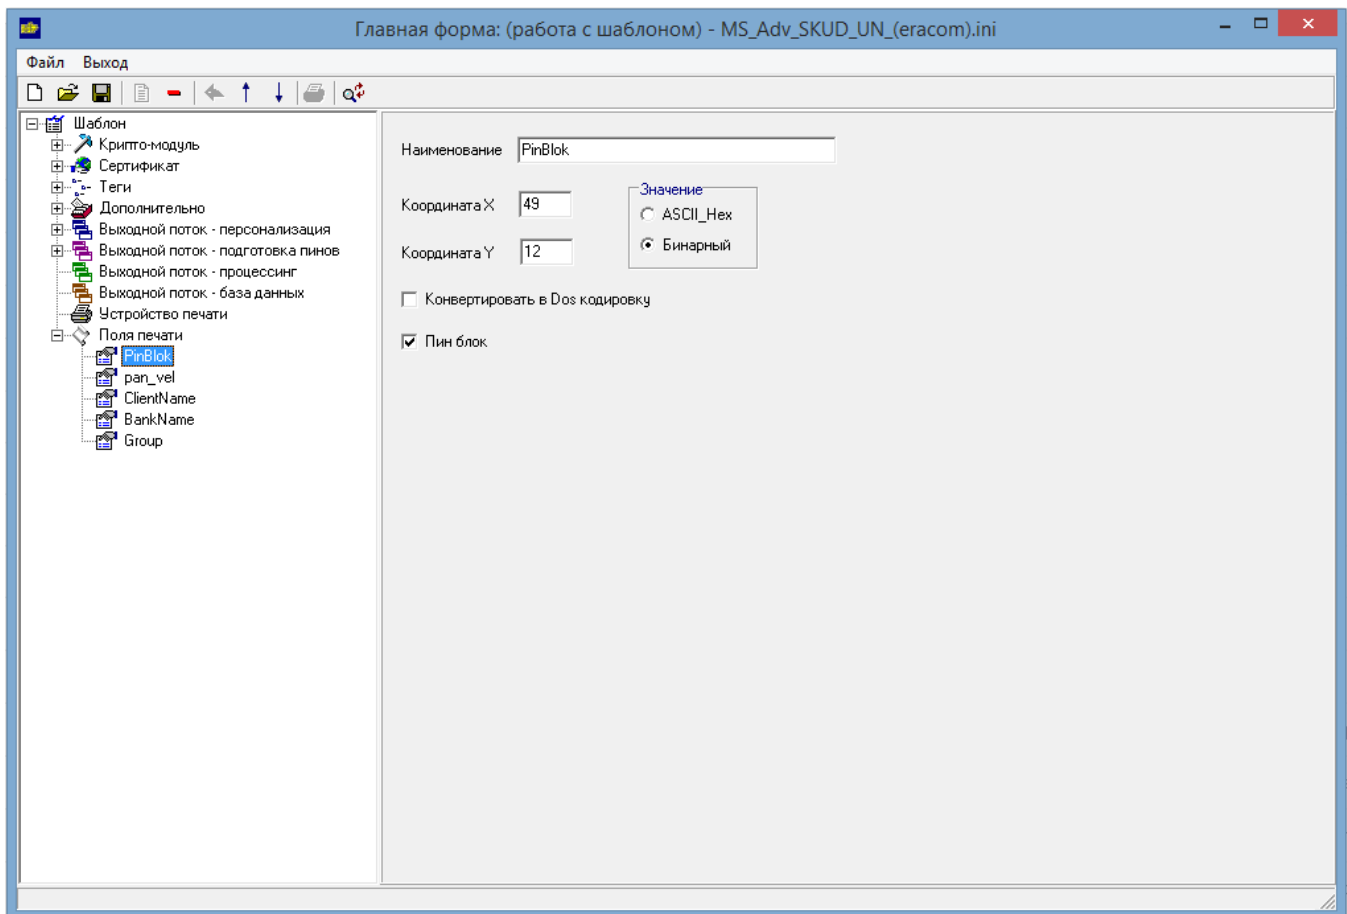 Главная форма: (работа с шаблоном) - MS_Adv_SKUD_UN_(eracom).ini
Файл Выход
Шаблон
Крипто-модуль
Сертификат
Теги
Дополнительно
Выходной поток - персонализация
Выходной поток - подготовка пинов
Выходной поток - процессинг
Выходной поток - база данных
Устройство печати
Поля печати
PinBlok
pan_vel
ClientName
BankName
Group
Наименование PinBlok
Координата X 49
Координата Y 12
Значение
ASCII_Hex
Бинарный
Конвертировать в Dos кодировку
Пин блок